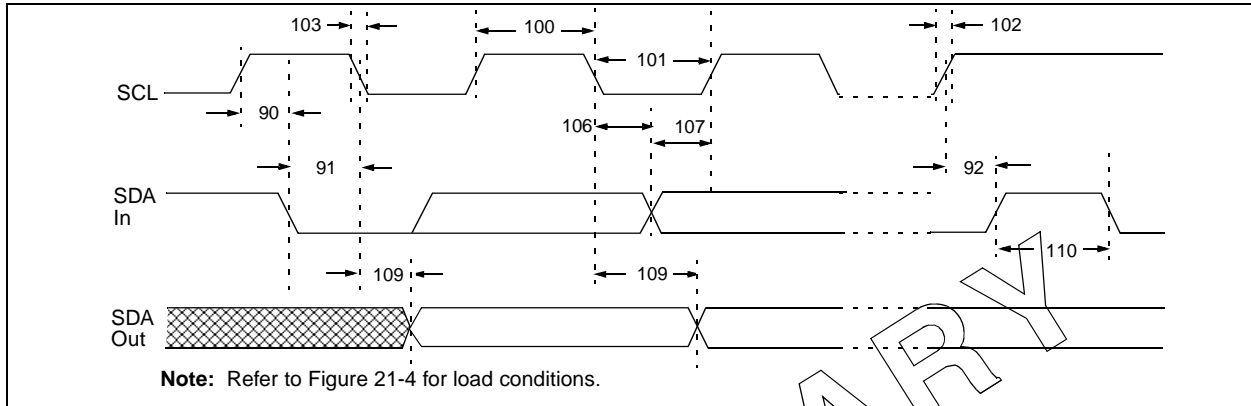 103
100
101
102
SCL
90
106
107
91
92
SDA
In
109
109
110
SDA
Out
Note: Refer to Figure 21-4 for load conditions.
ARY